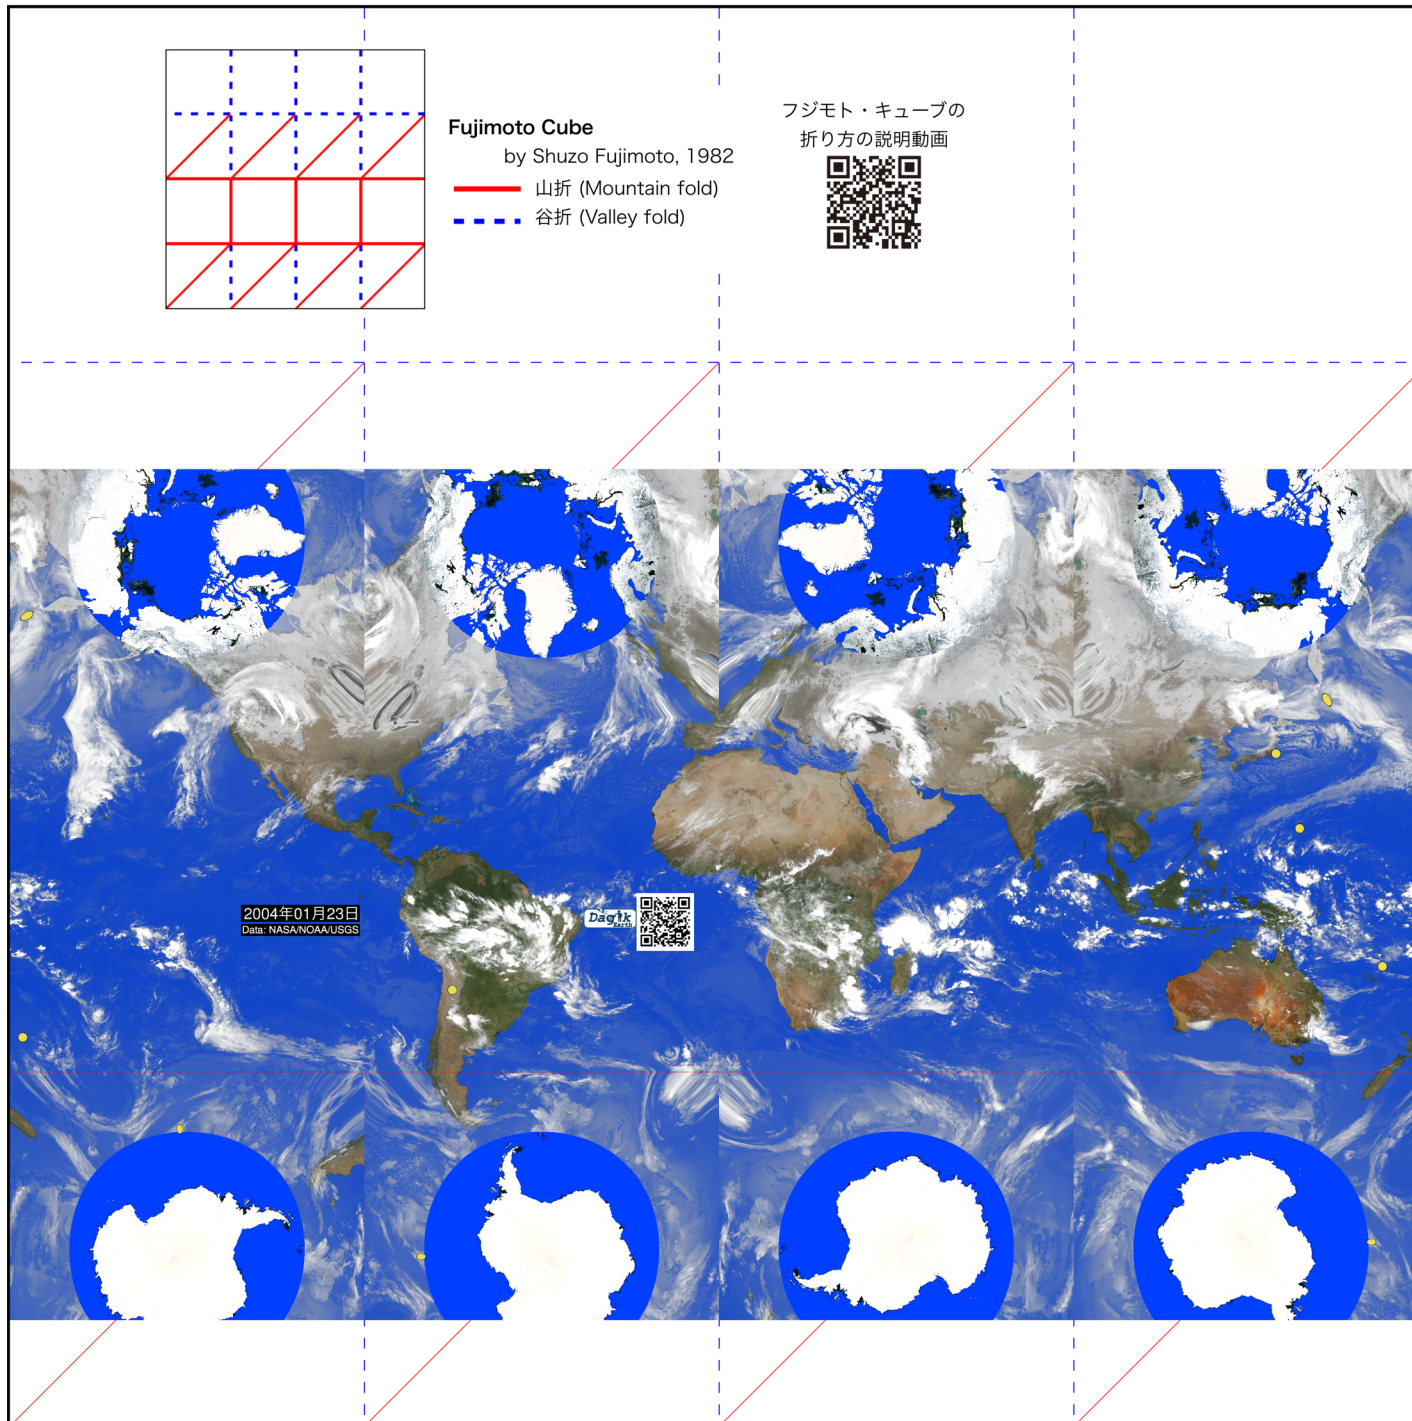 Fujimoto Cube
by Shuzo Fujimoto, 1982
山折 (Mountain fold)
谷折 (Valley fold)
フジモト・キューブの
折り方の説明動画
2004年01月23日
Data: NASA/NOAA/USGS
Dagik
Earth